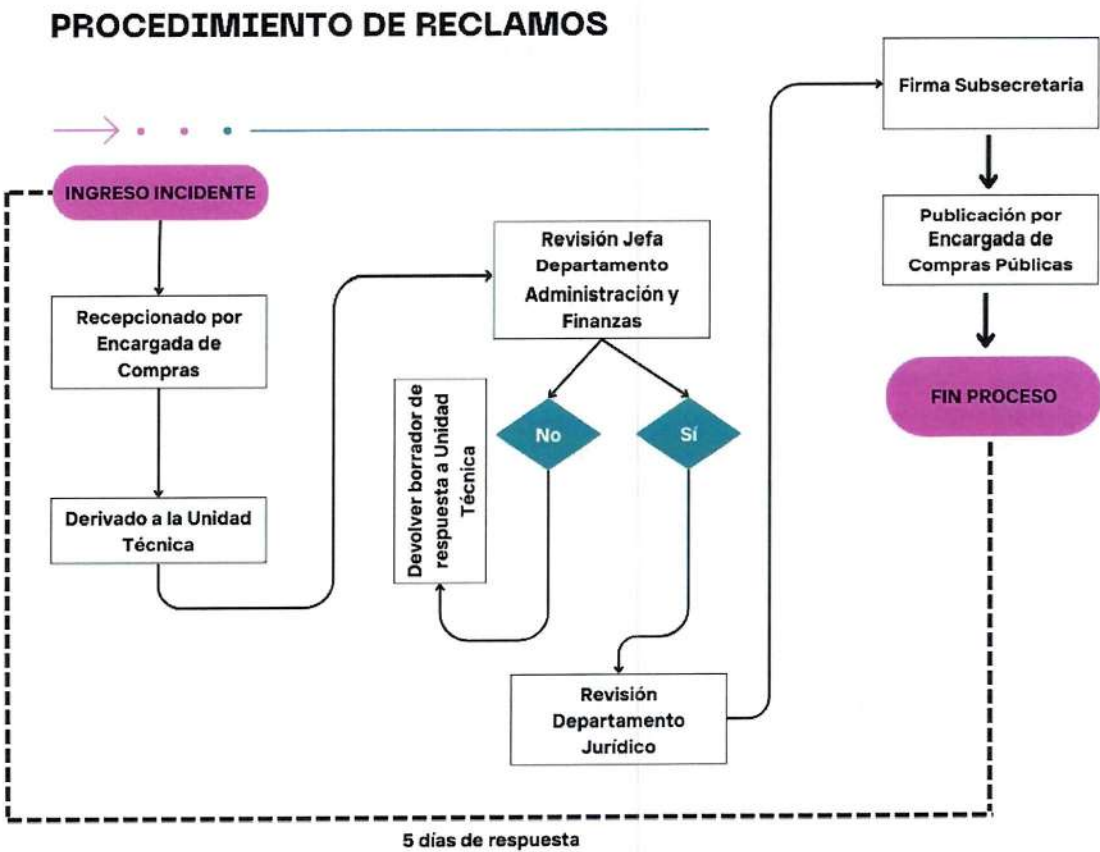 PROCEDIMIENTO DE RECLAMOS
INGRESO INCIDENTE
Recepcionado por
Encargada de
Compras
Derivado a la Unidad
Técnica
Revisión Jefa
Departamento
Administración y
Finanzas
No
Sí
Devolver borrador de
respuesta a Unidad
Técnica
Revisión
Departamento
Jurídico
Firma Subsecretaria
Publicación por
Encargada de
Compras Públicas
FIN PROCESO
5 días de respuesta